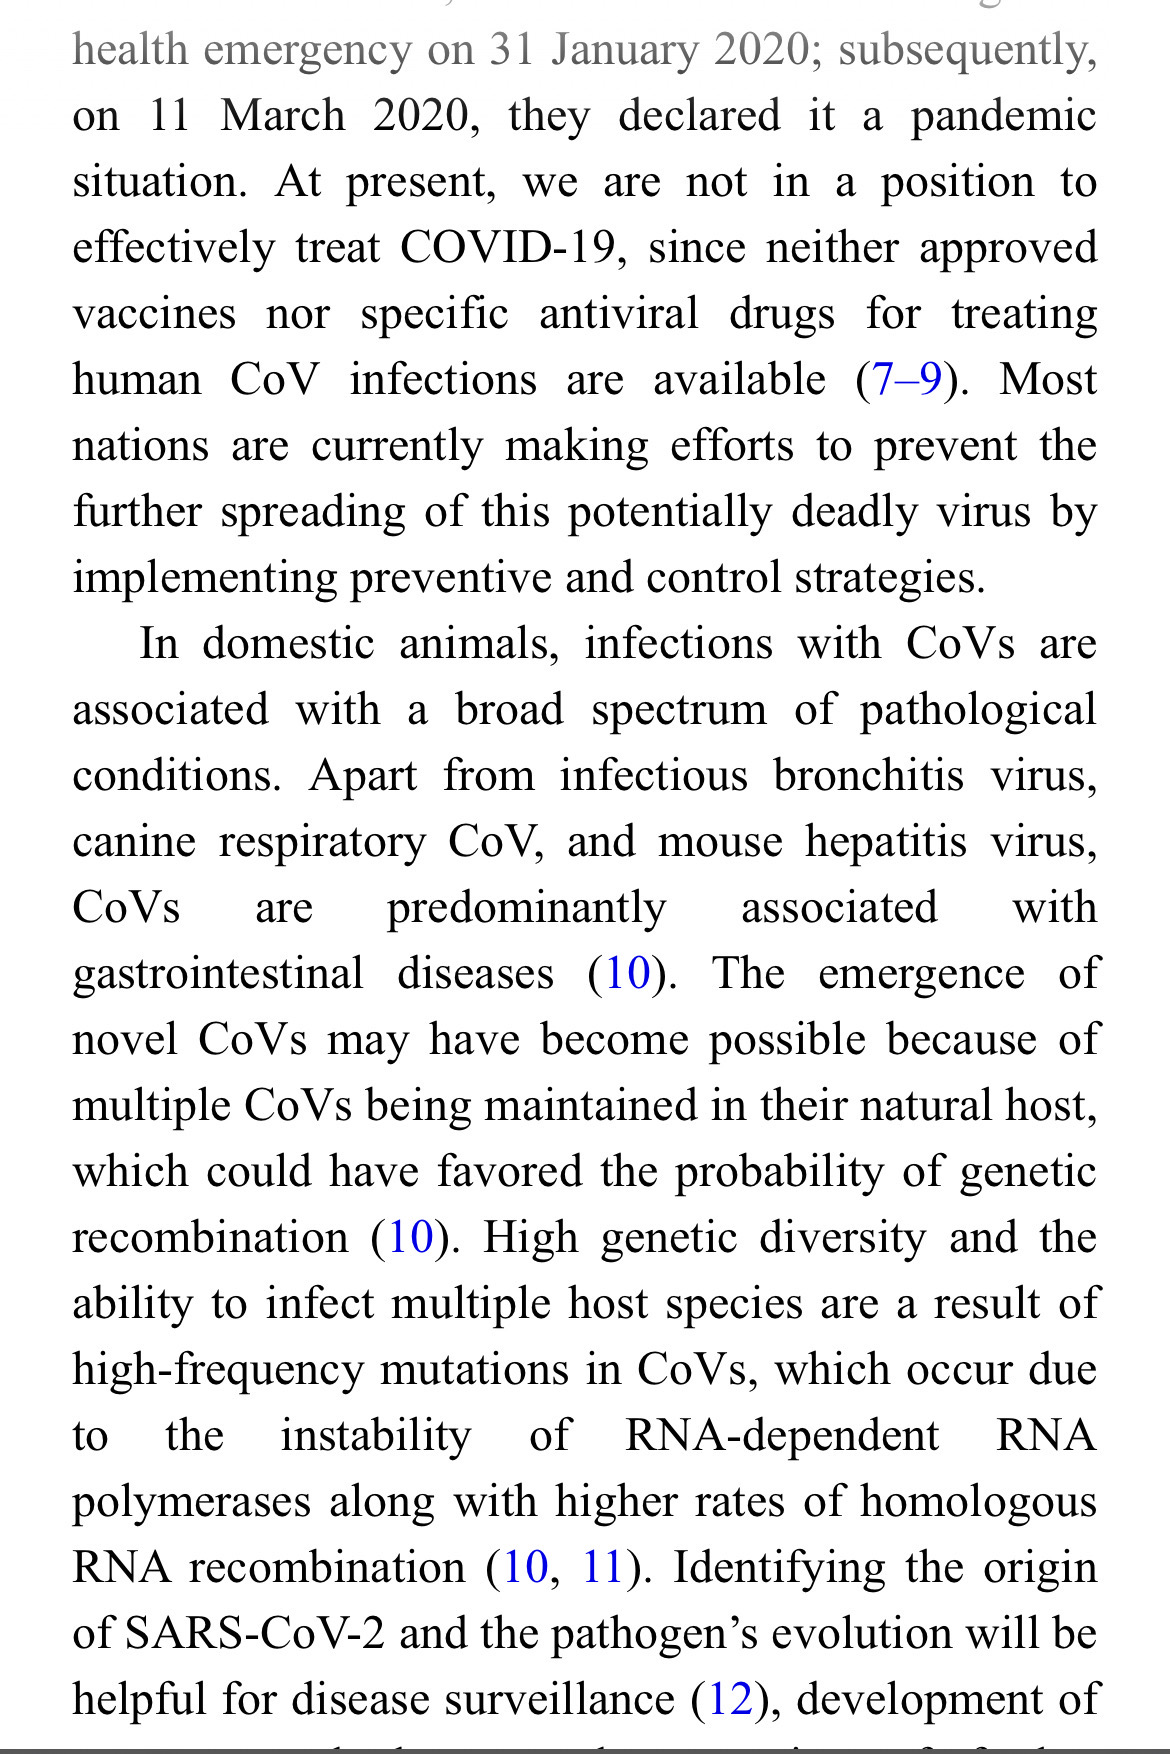 health emergency on 31 January 2020; subsequently,
on 11 March 2020, they declared it a pandemic
situation. At present, we are not in a position to
effectively treat COVID-19, since neither approved
vaccines nor specific antiviral drugs for treating
human CoV infections are available (7–9). Most
nations are currently making efforts to prevent the
further spreading of this potentially deadly virus by
implementing preventive and control strategies.
In domestic animals, infections with CoVs are
associated with a broad spectrum of pathological
conditions. Apart from infectious bronchitis virus,
canine respiratory CoV, and mouse hepatitis virus,
CoVs are predominantly associated with
gastrointestinal diseases (10). The emergence of
novel CoVs may have become possible because of
multiple CoVs being maintained in their natural host,
which could have favored the probability of genetic
recombination (10). High genetic diversity and the
ability to infect multiple host species are a result of
high-frequency mutations in CoVs, which occur due
to the instability of RNA-dependent RNA
polymerases along with higher rates of homologous
RNA recombination (10, 11). Identifying the origin
of SARS-CoV-2 and the pathogen’s evolution will be
helpful for disease surveillance (12), development of